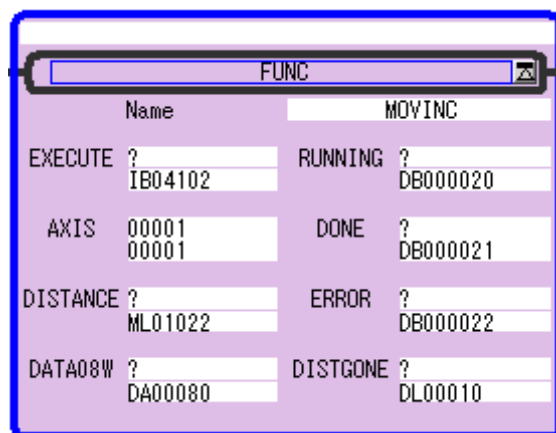 FUNC
Name MOVINC
EXECUTE ? RUNNING ?
IB04102 DB000020
AXIS 00001 DONE ?
00001 DB000021
DISTANCE ? ERROR ?
ML01022 DB000022
DATA08W ? DISTGONE ?
DA00080 DL00010